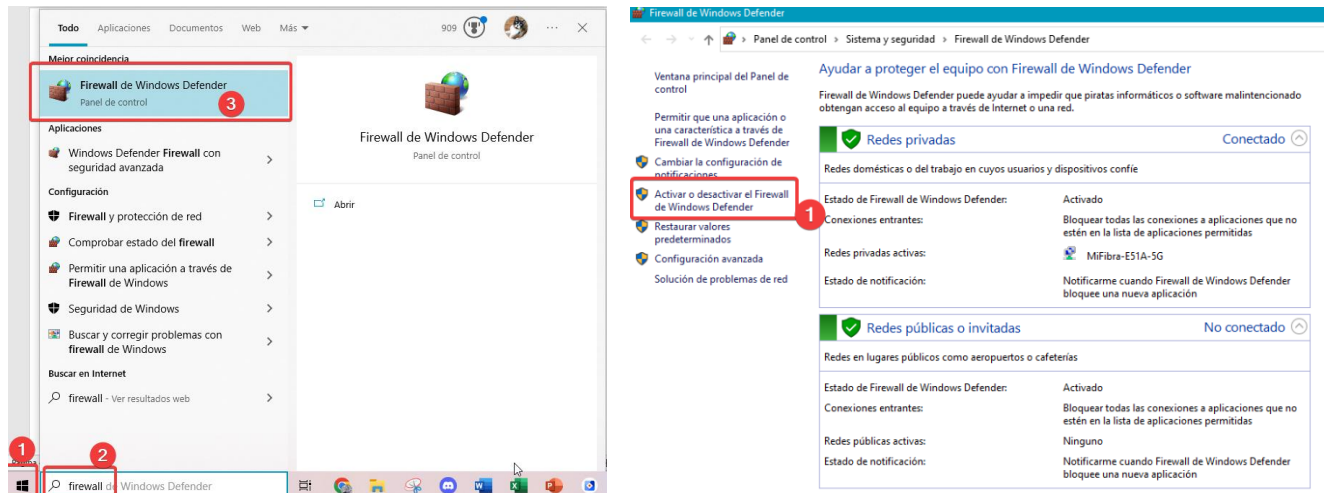 Todo Aplicaciones Documentos Web Más 909
Mejor coincidencia
Firewall de Windows Defender
Panel de control
3
Aplicaciones
Windows Defender Firewall con
seguridad avanzada
Configuración
Firewall y protección de red
Comprobar estado del firewall
Permitir una aplicación a través de
Firewall de Windows
Seguridad de Windows
Buscar y corregir problemas con
firewall de Windows
Buscar en Internet
firewall - Ver resultados web
1
2
firewall de Windows Defender
Firewall de Windows Defender
Panel de control
Abrir
Firewall de Windows Defender
Panel de control > Sistema y seguridad > Firewall de Windows Defender
Ventana principal del Panel de
control
Permitir que una aplicación o
una característica a través de
Firewall de Windows Defender
Cambiar la configuración de
notificaciones
Activar o desactivar el Firewall
de Windows Defender
1
Restaurar valores
predeterminados
Configuración avanzada
Solución de problemas de red
Ayudar a proteger el equipo con Firewall de Windows Defender
Firewall de Windows Defender puede ayudar a impedir que piratas informáticos o software malintencionado
obtengan acceso al equipo a través de Internet o una red.
Redes privadas Conectado
Redes domésticas o del trabajo en cuyos usuarios y dispositivos confíe
Estado de Firewall de Windows Defender: Activado
Conexiones entrantes: Bloquear todas las conexiones a aplicaciones que no
estén en la lista de aplicaciones permitidas
Redes privadas activas: MiFibra-E51A-5G
Estado de notificación: Notificarme cuando Firewall de Windows Defender
bloquee una nueva aplicación
Redes públicas o invitadas No conectado
Redes en lugares públicos como aeropuertos o cafeterías
Estado de Firewall de Windows Defender: Activado
Conexiones entrantes: Bloquear todas las conexiones a aplicaciones que no
estén en la lista de aplicaciones permitidas
Redes públicas activas: Ninguno
Estado de notificación: Notificarme cuando Firewall de Windows Defender
bloquee una nueva aplicación